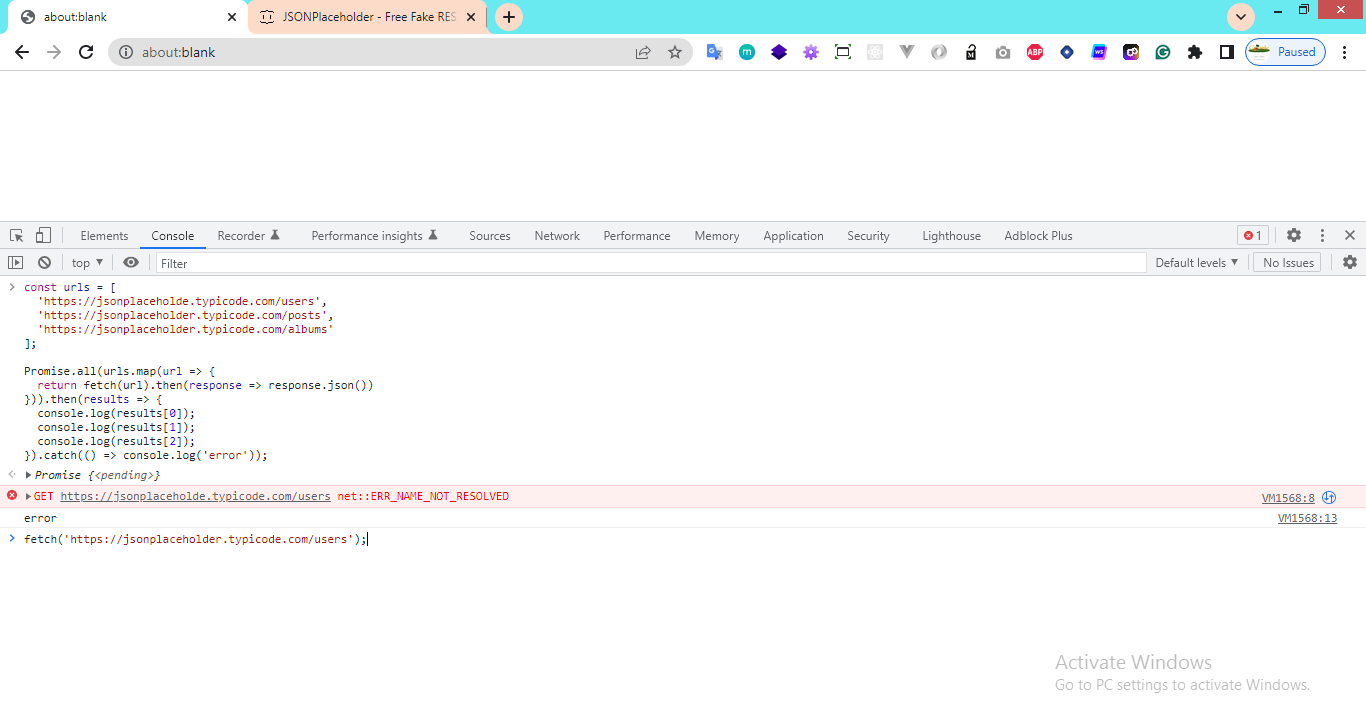 about:blank
JSONPlaceholder - Free Fake RES
about:blank
Paused
Elements Console Recorder Performance insights Sources Network Performance Memory Application Security Lighthouse Adblock Plus 1
top Filter Default levels No Issues
const urls = [
'https://jsonplaceholde.typicode.com/users',
'https://jsonplaceholder.typicode.com/posts',
'https://jsonplaceholder.typicode.com/albums'
];
Promise.all(urls.map(url => {
return fetch(url).then(response => response.json())
})).then(results => {
console.log(results[0]);
console.log(results[1]);
console.log(results[2]);
}).catch(() => console.log('error'));
Promise {<pending>}
GET https://jsonplaceholde.typicode.com/users net::ERR_NAME_NOT_RESOLVED VM1568:8
error VM1568:13
fetch('https://jsonplaceholder.typicode.com/users');
Activate Windows
Go to PC settings to activate Windows.